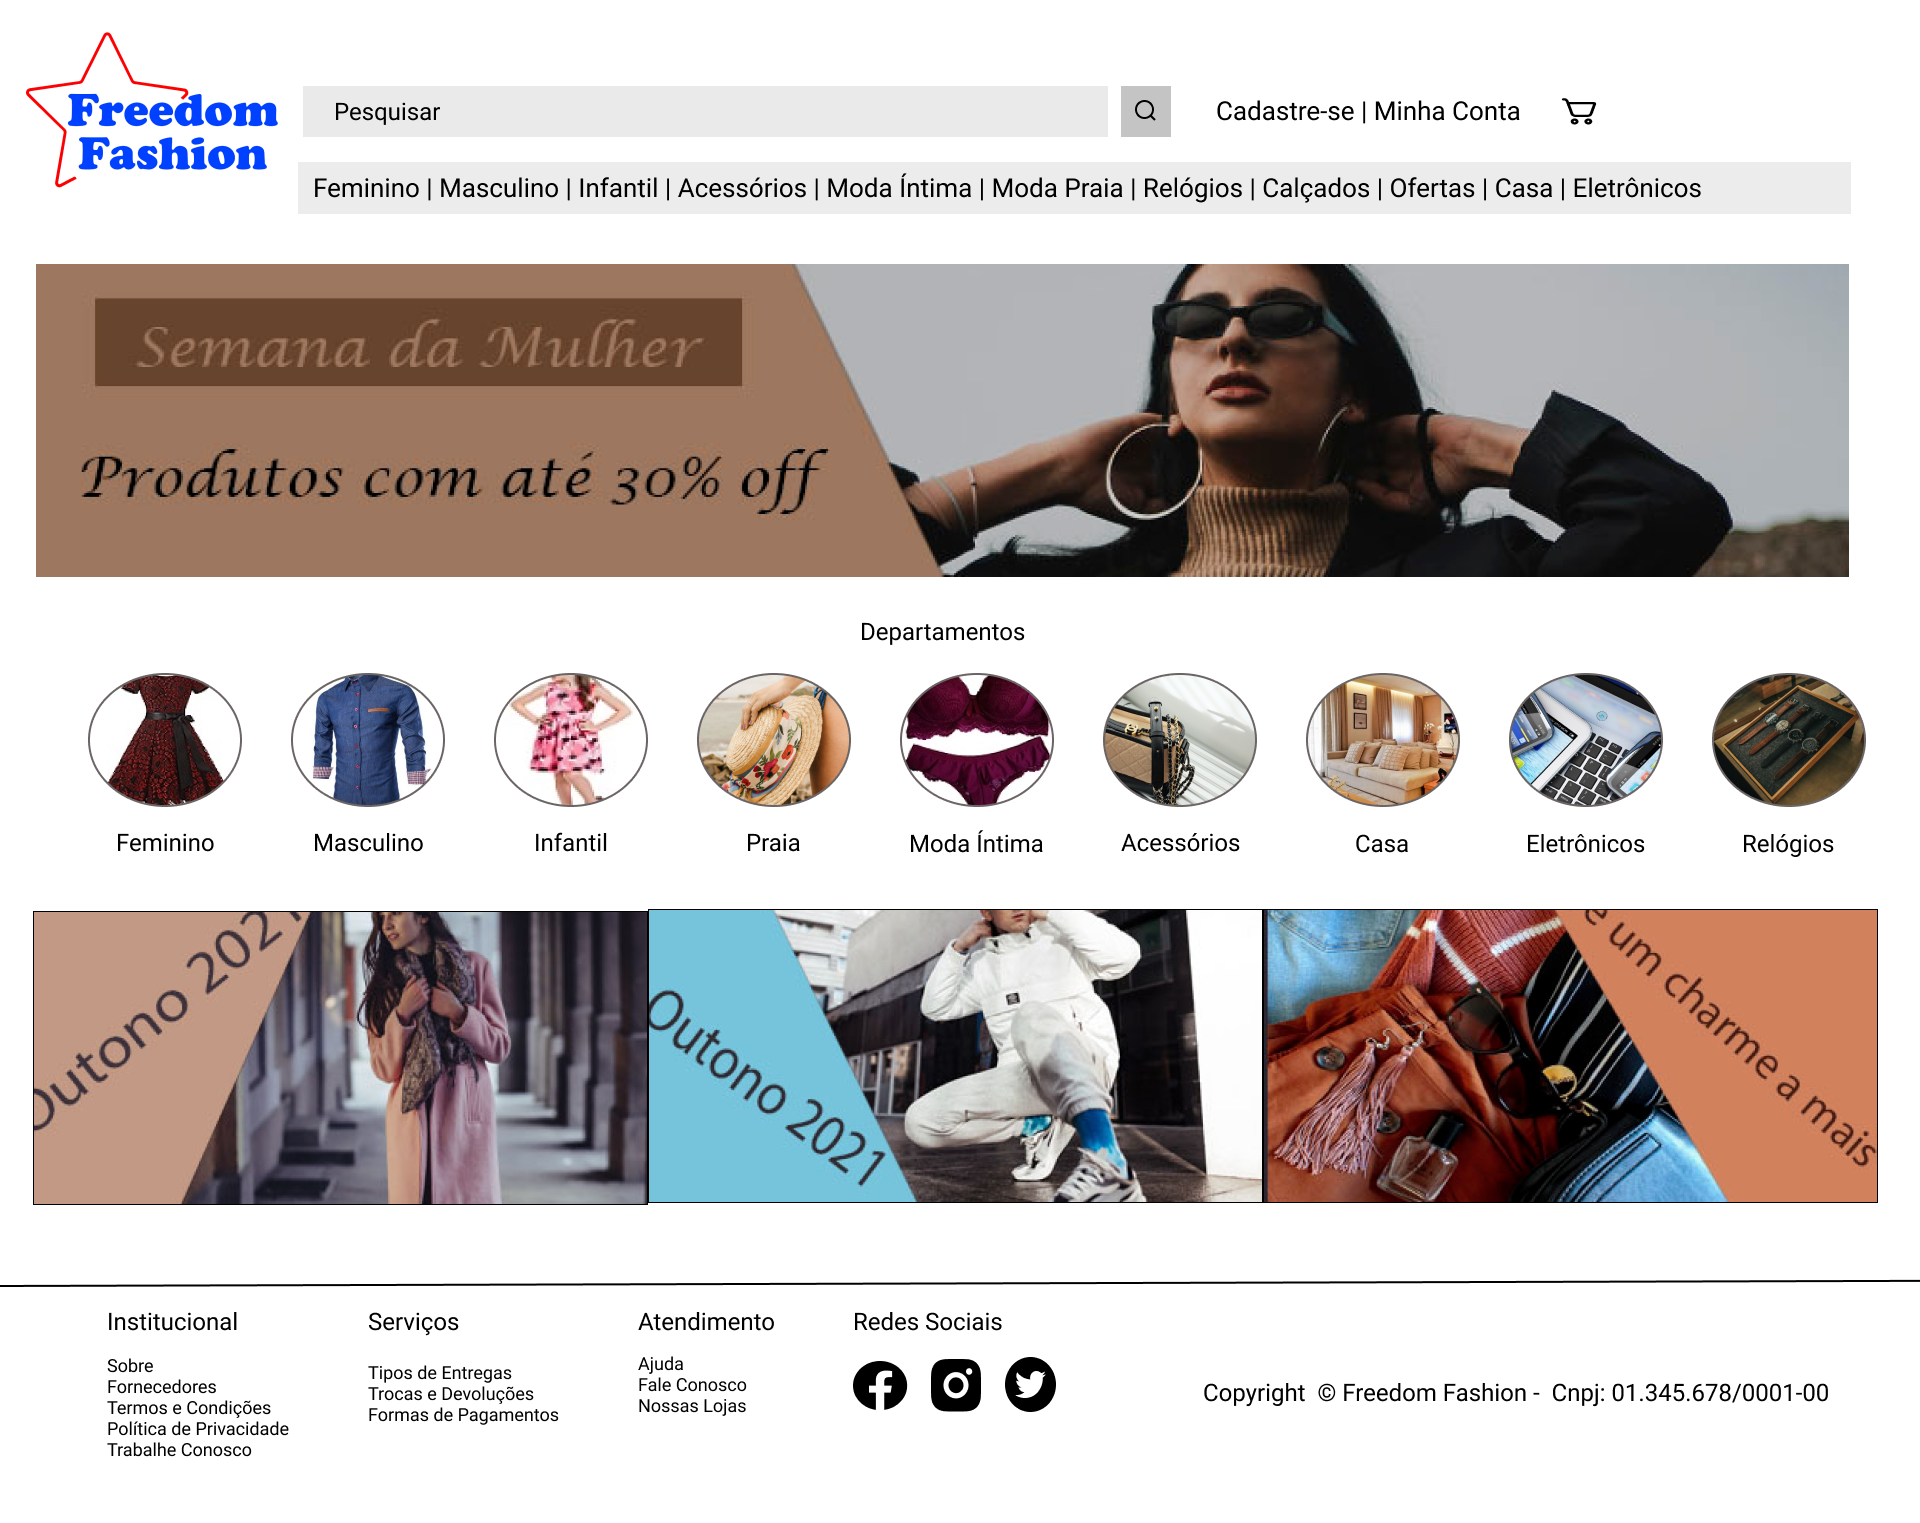 Freedom
Fashion
Pesquisar
Cadastre-se | Minha Conta
Feminino | Masculino | Infantil | Acessórios | Moda Íntima | Moda Praia | Relógios | Calçados | Ofertas | Casa | Eletrônicos
Semana da Mulher
Produtos com até 30% off
Departamentos
Feminino
Masculino
Infantil
Praia
Moda Íntima
Acessórios
Casa
Eletrônicos
Relógios
Outono 2021
Outono 2021
e um charme a mais
Institucional
Sobre
Fornecedores
Termos e Condições
Política de Privacidade
Trabalhe Conosco
Serviços
Tipos de Entregas
Trocas e Devoluções
Formas de Pagamentos
Atendimento
Ajuda
Fale Conosco
Nossas Lojas
Redes Sociais
Copyright © Freedom Fashion - Cnpj: 01.345.678/0001-00